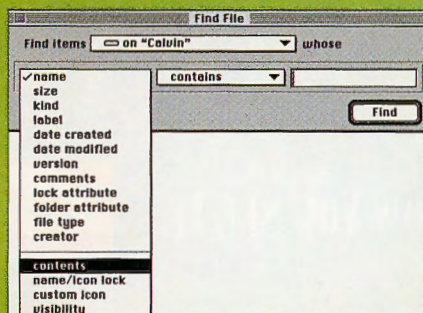 Find File
Find items on "Calvin" whose
✓name contains
size
kind
label
Find
date created
date modified
version
comments
lock attribute
folder attribute
file type
creator
contents
name/icon lock
custom icon
visibility